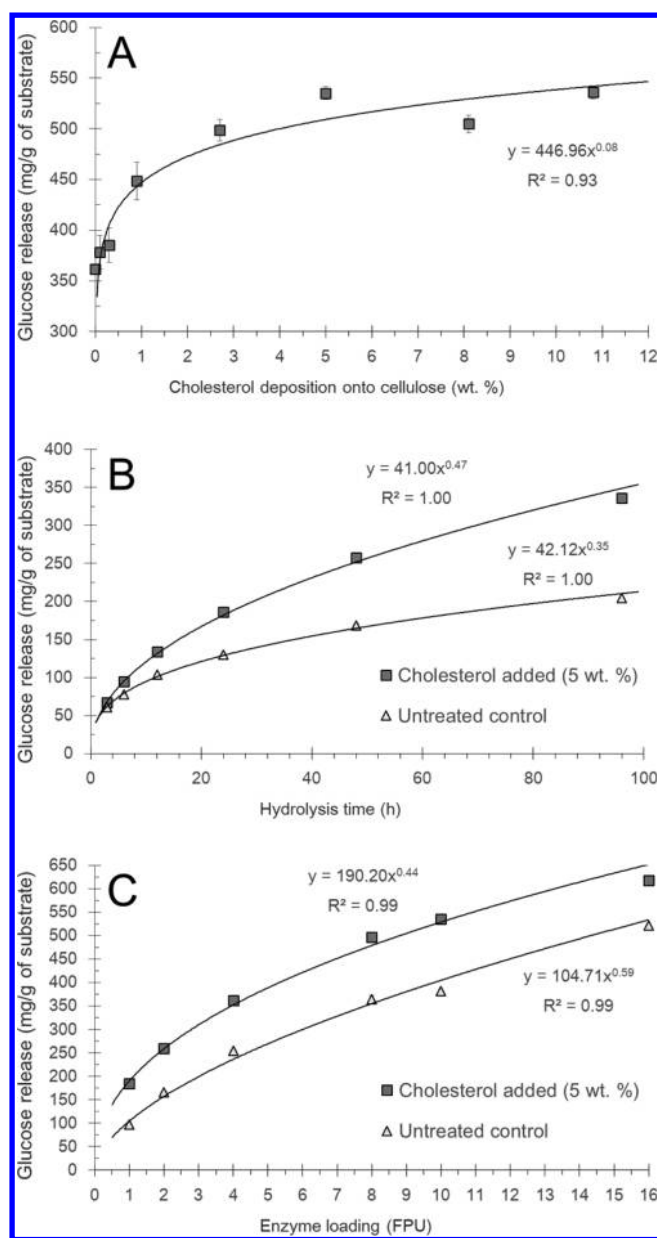 A
Glucose release (mg/g of substrate)
600
550
500
450
400
350
300
y = 446.96x^0.08
R² = 0.93
0 1 2 3 4 5 6 7 8 9 10 11 12
Cholesterol deposition onto cellulose (wt. %)
B
Glucose release (mg/g of substrate)
400
350
300
250
200
150
100
50
0
y = 41.00x^0.47
R² = 1.00
y = 42.12x^0.35
R² = 1.00
Cholesterol added (5 wt. %)
Untreated control
0 20 40 60 80 100
Hydrolysis time (h)
C
Glucose release (mg/g of substrate)
650
600
550
500
450
400
350
300
250
200
150
100
50
0
y = 190.20x^0.44
R² = 0.99
y = 104.71x^0.59
R² = 0.99
Cholesterol added (5 wt. %)
Untreated control
0 1 2 3 4 5 6 7 8 9 10 11 12 13 14 15 16
Enzyme loading (FPU)